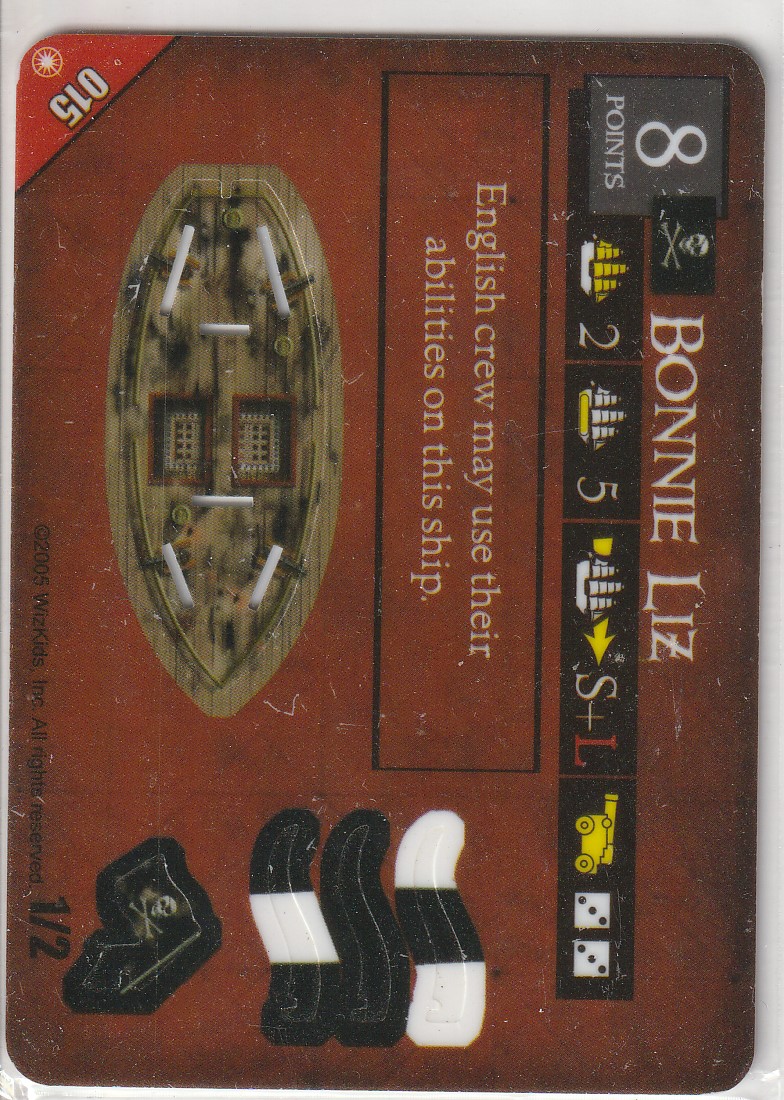 BONNIE LIZ
8
POINTS
2
5
S+L
English crew may use their
abilities on this ship.
015
©2005 WizKids, Inc. All rights reserved.
1/2